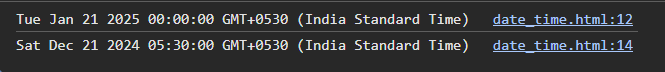 Tue Jan 21 2025 00:00:00 GMT+0530 (India Standard Time) date_time.html:12
Sat Dec 21 2024 05:30:00 GMT+0530 (India Standard Time) date_time.html:14